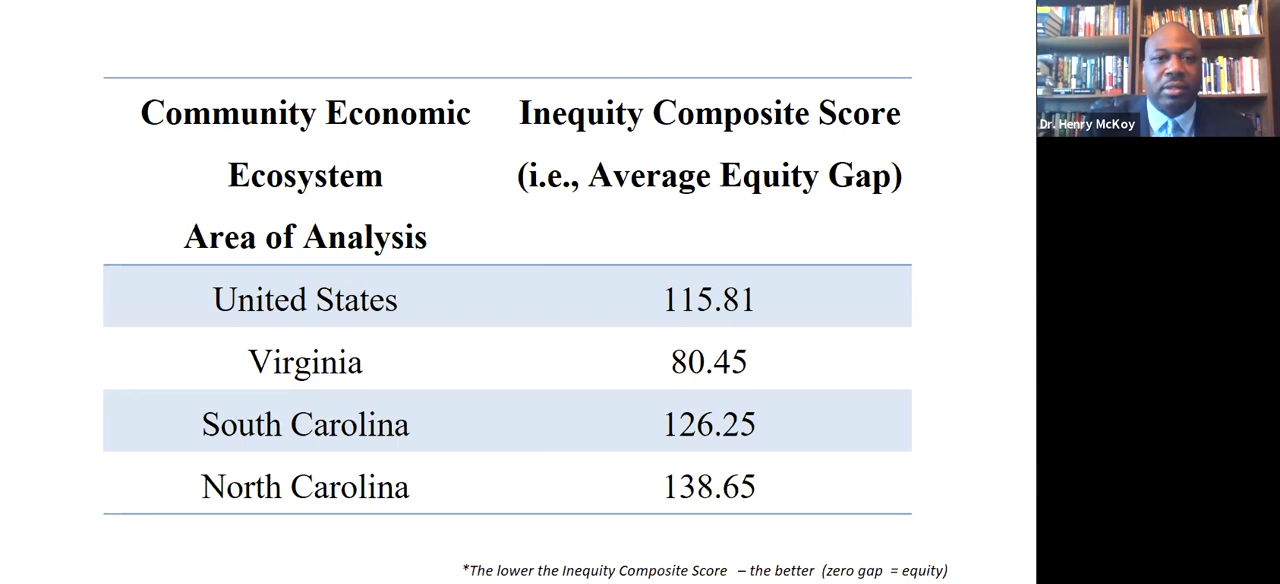 Community Economic
Ecosystem
Area of Analysis
Inequity Composite Score
(i.e., Average Equity Gap)
United States 115.81
Virginia 80.45
South Carolina 126.25
North Carolina 138.65
*The lower the Inequity Composite Score – the better (zero gap = equity)
Dr. Henry McKoy